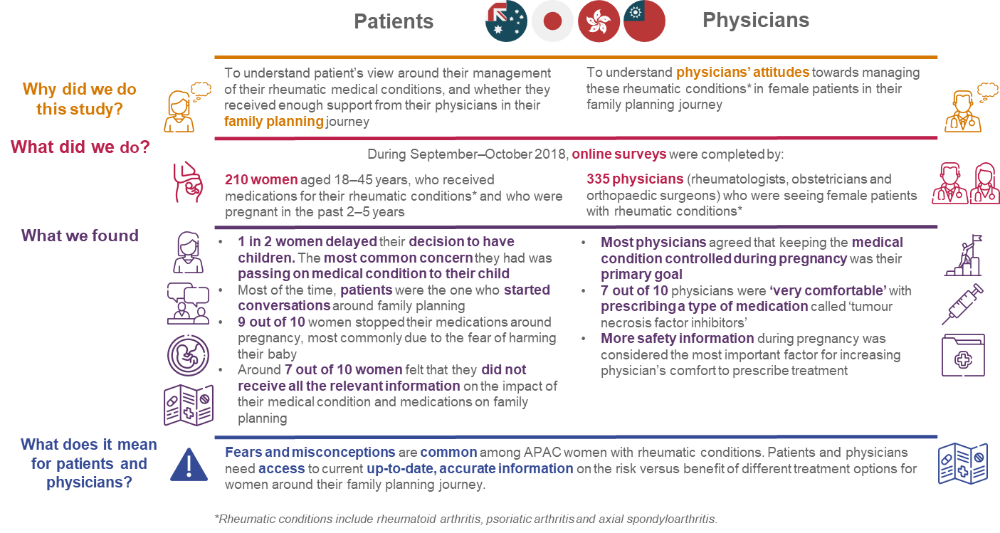 Patients
Physicians
Why did we do
this study?
To understand patient’s view around their management
of their rheumatic medical conditions, and whether they
received enough support from their physicians in their
family planning journey
To understand physicians’ attitudes towards managing
these rheumatic conditions* in female patients in their
family planning journey
What did we do?
During September–October 2018, online surveys were completed by:
210 women aged 18–45 years, who received
medications for their rheumatic conditions* and who were
pregnant in the past 2–5 years
335 physicians (rheumatologists, obstetricians and
orthopaedic surgeons) who were seeing female patients
with rheumatic conditions*
What we found
• 1 in 2 women delayed their decision to have
children. The most common concern they had was
passing on medical condition to their child
• Most of the time, patients were the one who started
conversations around family planning
• 9 out of 10 women stopped their medications around
pregnancy, most commonly due to the fear of harming
their baby
• Around 7 out of 10 women felt that they did not
receive all the relevant information on the impact of
their medical condition and medications on family
planning
• Most physicians agreed that keeping the medical
condition controlled during pregnancy was their
primary goal
• 7 out of 10 physicians were ‘very comfortable’ with
prescribing a type of medication called ‘tumour
necrosis factor inhibitors’
• More safety information during pregnancy was
considered the most important factor for increasing
physician’s comfort to prescribe treatment
What does it mean
for patients and
physicians?
Fears and misconceptions are common among APAC women with rheumatic conditions. Patients and physicians
need access to current up-to-date, accurate information on the risk versus benefit of different treatment options for
women around their family planning journey.
*Rheumatic conditions include rheumatoid arthritis, psoriatic arthritis and axial spondyloarthritis.